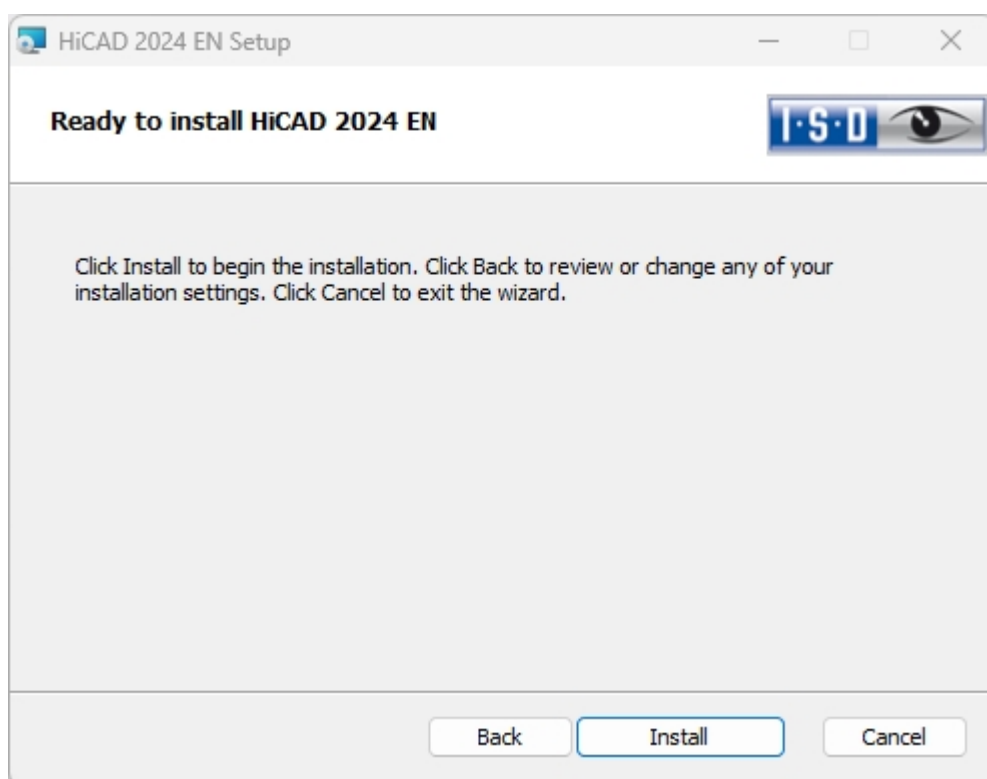 HiCAD 2024 EN Setup
Ready to install HiCAD 2024 EN
I·S·D
Click Install to begin the installation. Click Back to review or change any of your
installation settings. Click Cancel to exit the wizard.
Back Install Cancel